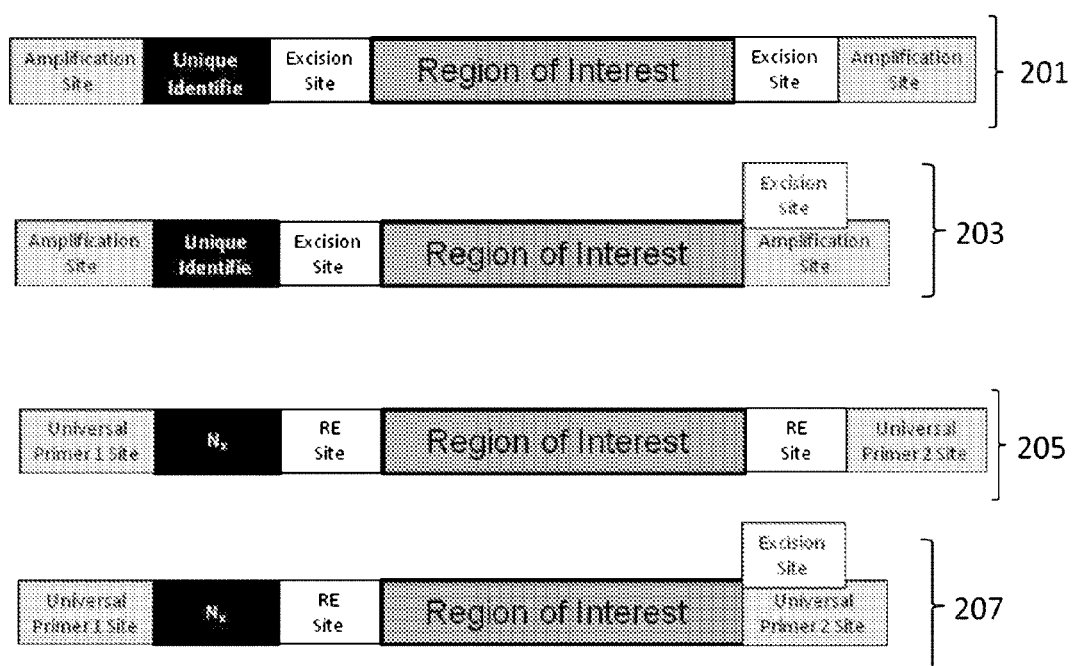 Amplification Site
Unique Identifie
Excision Site
Region of Interest
Excision Site
Amplification Site
201
Excision Site
Amplification Site
Unique Identifie
Excision Site
Region of Interest
Amplification Site
203
Universal Primer 1 Site
Nx
RE Site
Region of Interest
RE Site
Universal Primer 2 Site
205
Excision Site
Universal Primer 1 Site
Nx
RE Site
Region of Interest
Universal Primer 2 Site
207